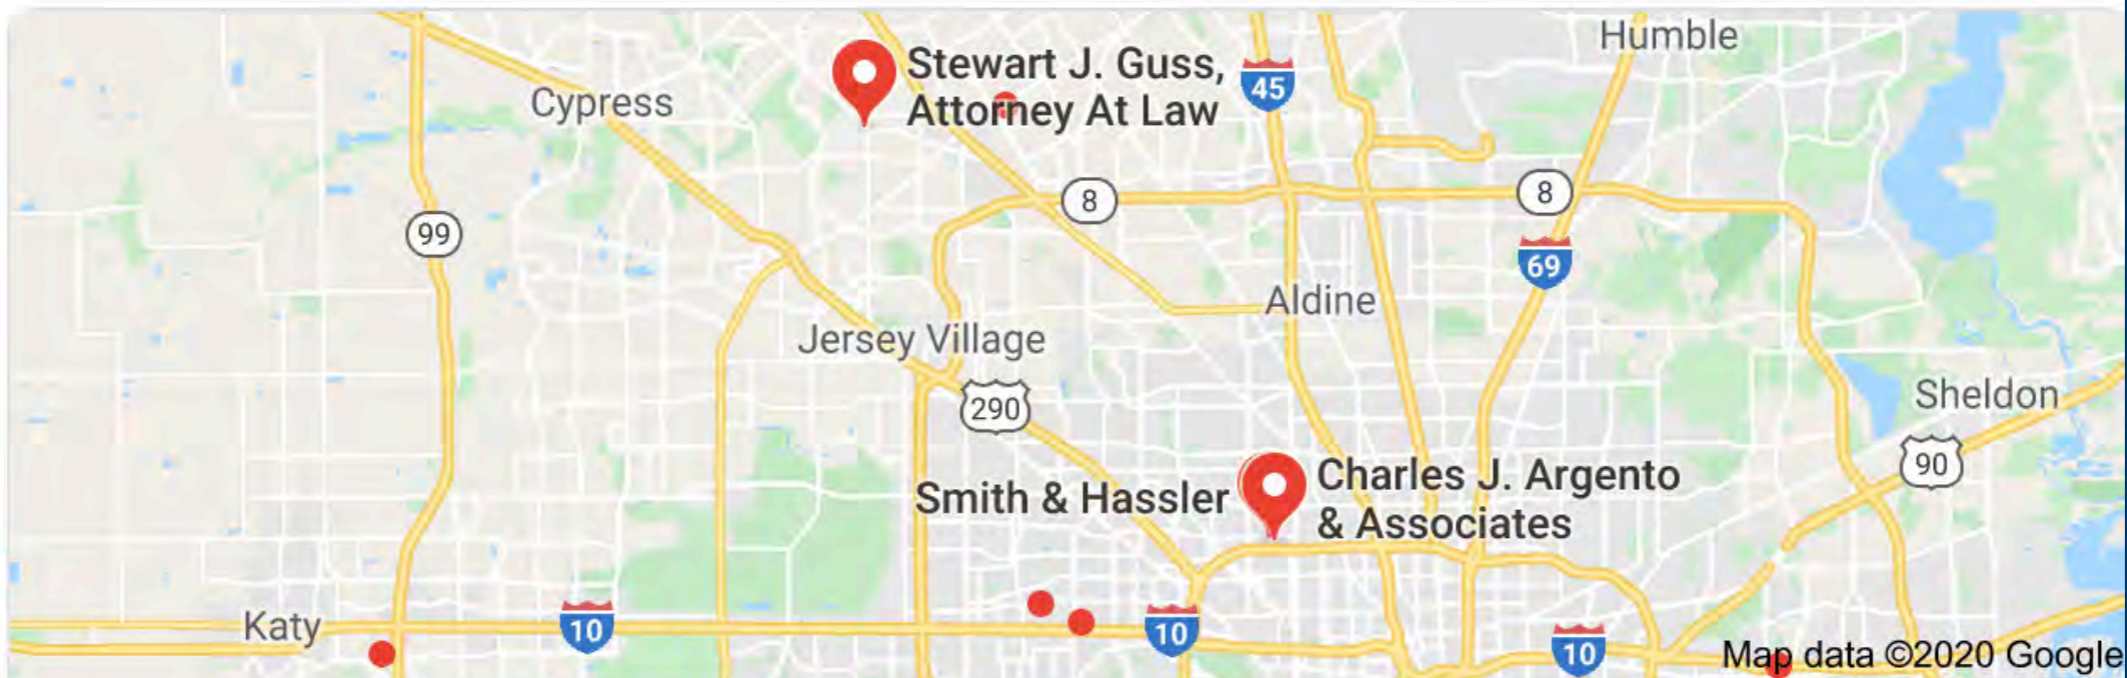 Humble
Stewart J. Guss,
Attorney At Law
45
Cypress
8
8
99
69
Aldine
Jersey Village
290
Sheldon
90
Smith & Hassler
Charles J. Argento
& Associates
Katy
10
10
10
Map data ©2020 Google